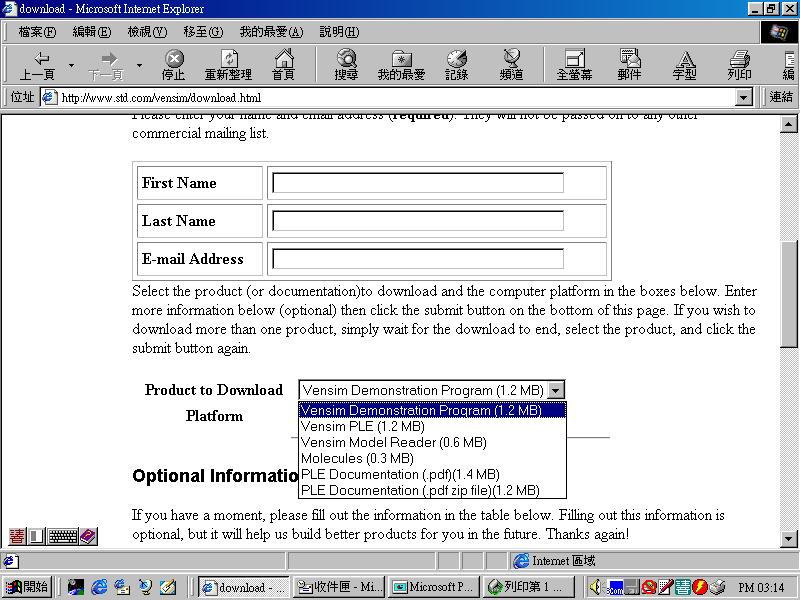 download - Microsoft Internet Explorer
檔案(F) 編輯(E) 檢視(V) 移至(G) 我的最愛(A) 說明(H)
上一頁 下一頁 停止 重新整理 首頁 搜尋 我的最愛 記錄 頻道 全螢幕 郵件 字型 列印 編
位址 http://www.std.com/vensim/download.html 連結
Please enter your name and email address (required). They will not be passed on to any other
commercial mailing list.
First Name
Last Name
E-mail Address
Select the product (or documentation)to download and the computer platform in the boxes below. Enter
more information below (optional) then click the submit button on the bottom of this page. If you wish to
download more than one product, simply wait for the download to end, select the product, and click the
submit button again.
Product to Download Vensim Demonstration Program (1.2 MB)
Platform
Vensim Demonstration Program (1.2 MB)
Vensim PLE (1.2 MB)
Vensim Model Reader (0.6 MB)
Molecules (0.3 MB)
PLE Documentation (.pdf)(1.4 MB)
PLE Documentation (.pdf zip file)(1.2 MB)
Optional Informatio
If you have a moment, please fill out the information in the table below. Filling out this information is
optional, but it will help us build better products for you in the future. Thanks again!
Internet 區域
開始 download - ... 收件匣 - Mi... Microsoft P... 列印第 1 ... PM 03:14